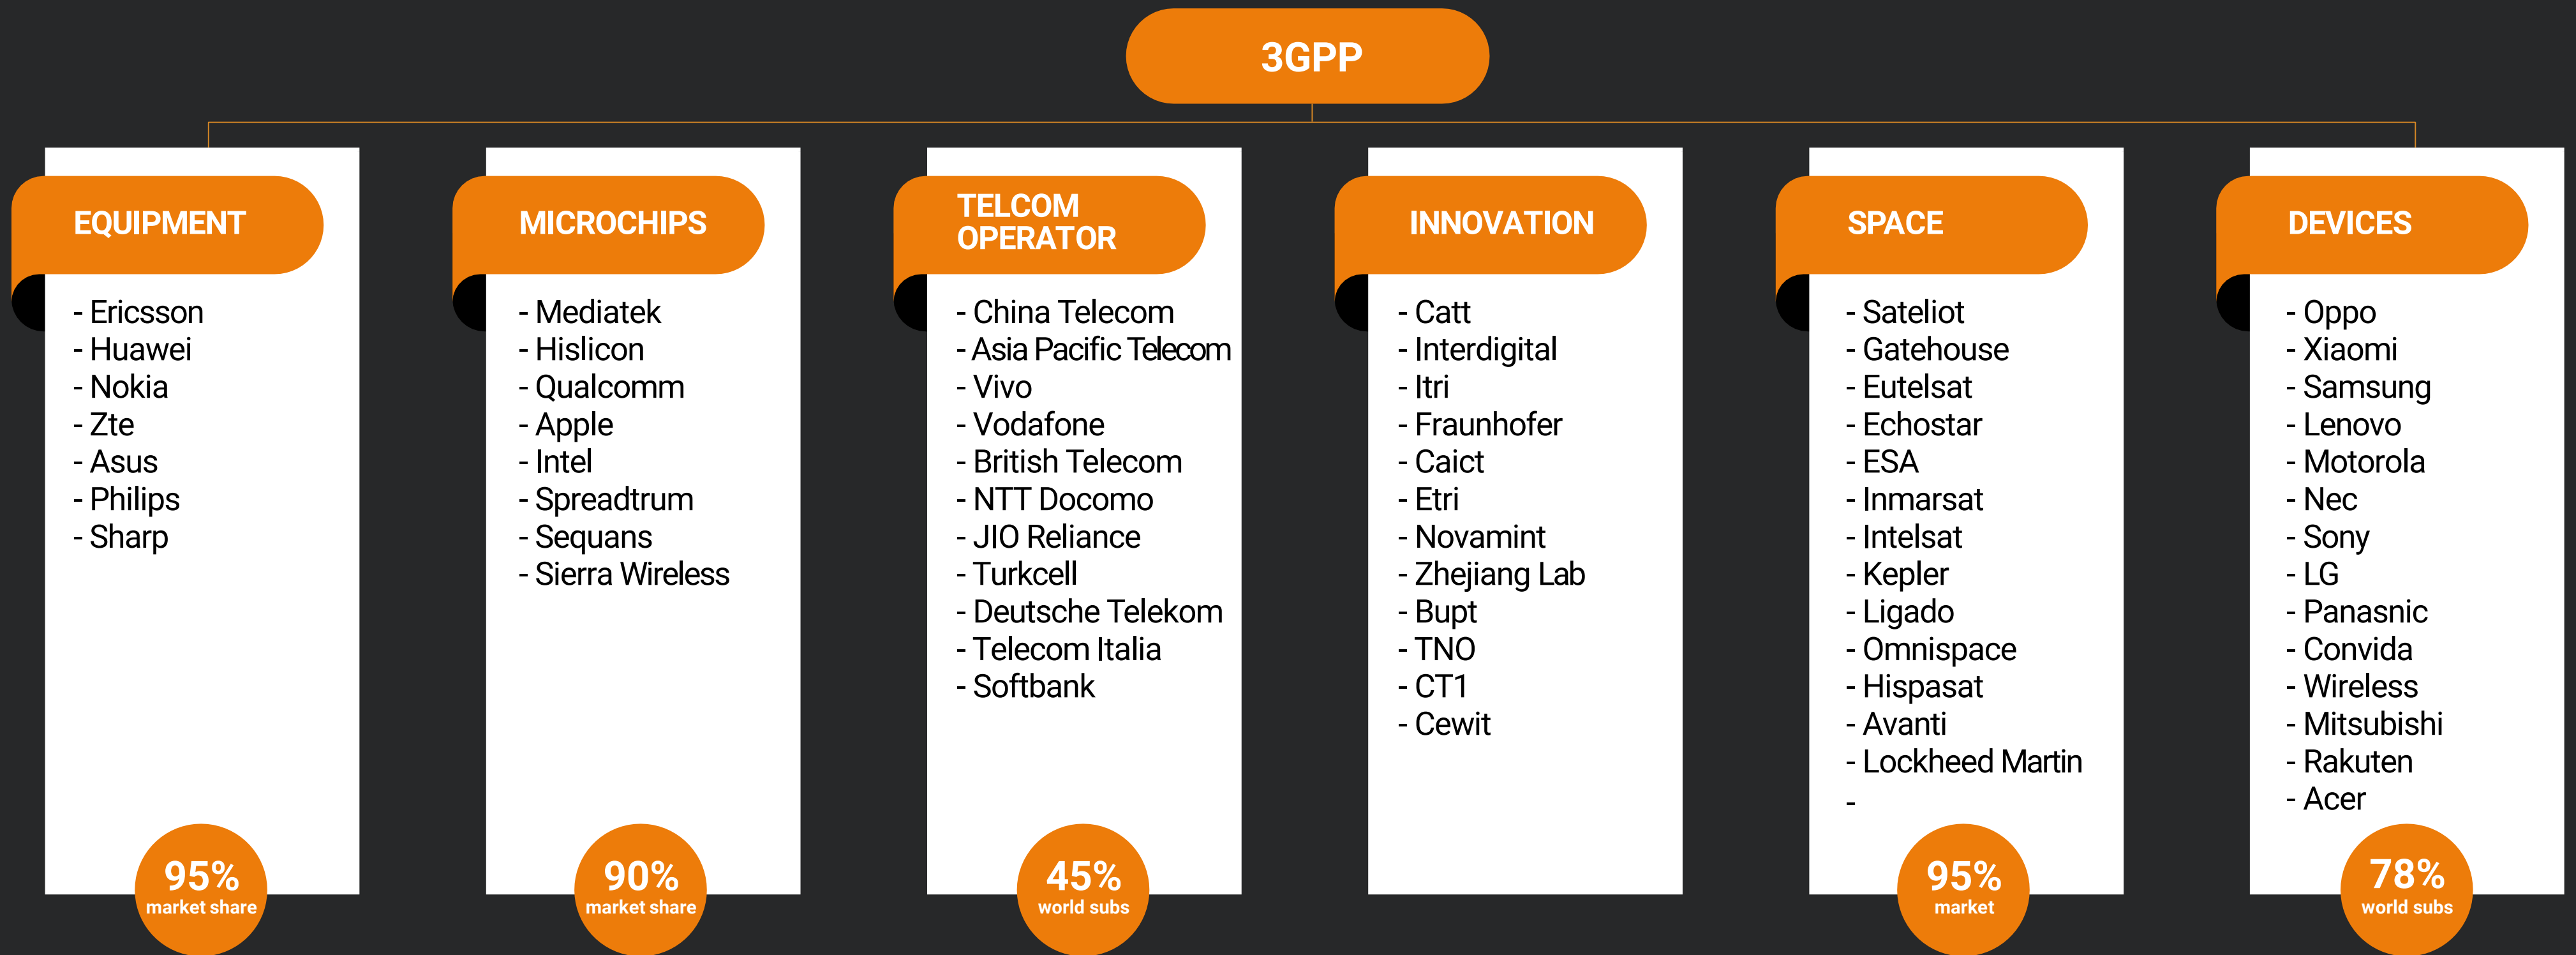 3GPP
EQUIPMENT
- Ericsson
- Huawei
- Nokia
- Zte
- Asus
- Philips
- Sharp
95%
market share
MICROCHIPS
- Mediatek
- Hislicon
- Qualcomm
- Apple
- Intel
- Spreadtrum
- Sequans
- Sierra Wireless
90%
market share
TELCOM
OPERATOR
- China Telecom
- Asia Pacific Telecom
- Vivo
- Vodafone
- British Telecom
- NTT Docomo
- JIO Reliance
- Turkcell
- Deutsche Telekom
- Telecom Italia
- Softbank
45%
world subs
INNOVATION
- Catt
- Interdigital
- Itri
- Fraunhofer
- Caict
- Etri
- Novamint
- Zhejiang Lab
- Bupt
- TNO
- CT1
- Cewit
SPACE
- Sateliot
- Gatehouse
- Eutelsat
- Echostar
- ESA
- Inmarsat
- Intelsat
- Kepler
- Ligado
- Omnispace
- Hispasat
- Avanti
- Lockheed Martin
-
95%
market
DEVICES
- Oppo
- Xiaomi
- Samsung
- Lenovo
- Motorola
- Nec
- Sony
- LG
- Panasnic
- Convida
- Wireless
- Mitsubishi
- Rakuten
- Acer
78%
world subs